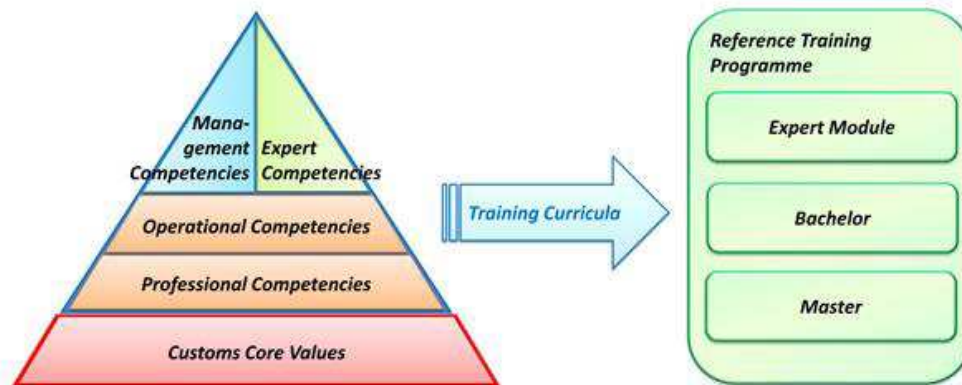 Mana-
gement
Competencies
Expert
Competencies
Operational Competencies
Professional Competencies
Customs Core Values
Training Curricula
Reference Training
Programme
Expert Module
Bachelor
Master